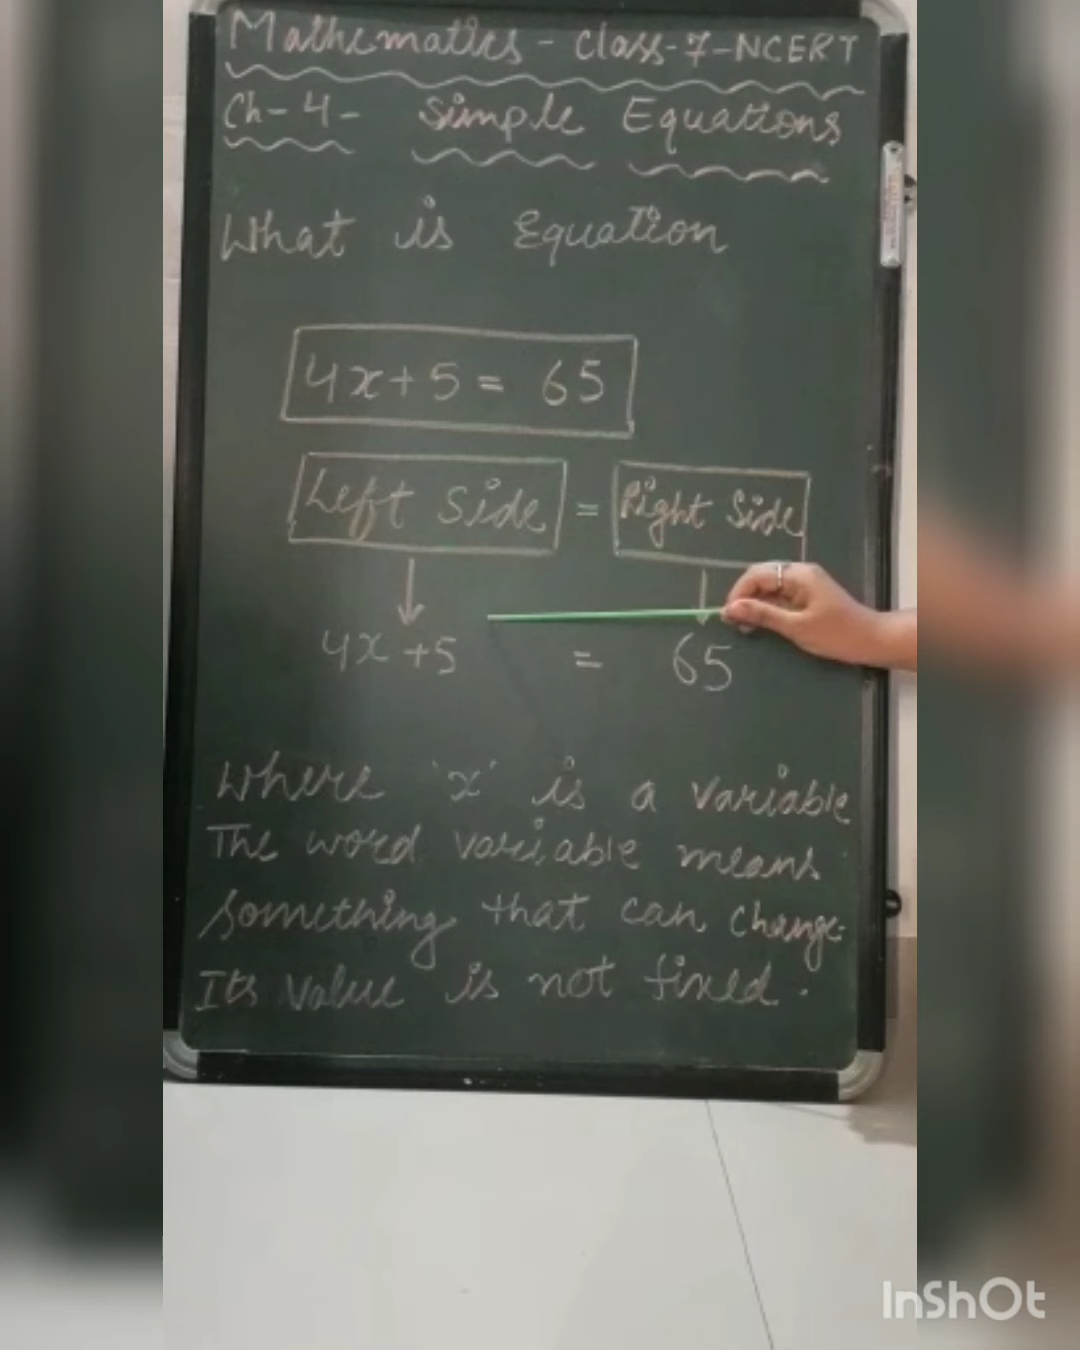 Mathematics - Class-7-NCERT
Ch-4- Simple Equations
What is Equation
4x+5 = 65
Left Side = Right Side
4x+5 = 65
Where 'x' is a variable
The word variable means
something that can change.
Its value is not fixed.
InShOt